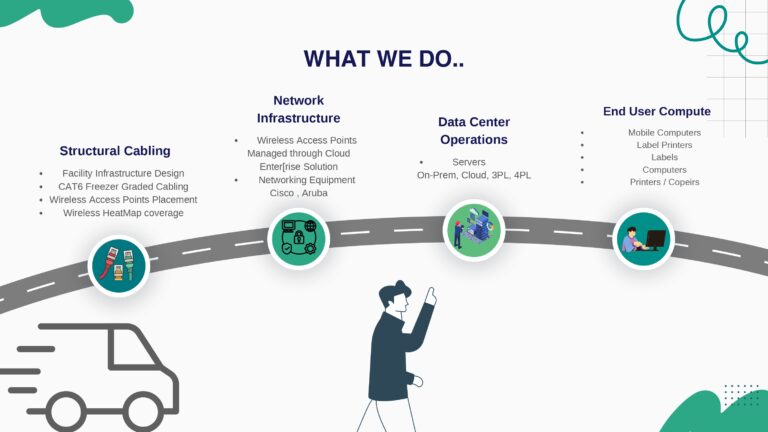 WHAT WE DO..
Structural Cabling
Facility Infrastructure Design
CAT6 Freezer Graded Cabling
Wireless Access Points Placement
Wireless HeatMap coverage
Network
Infrastructure
Wireless Access Points
Managed through Cloud
Enter[rise Solution
Networking Equipment
Cisco , Aruba
Data Center
Operations
Servers
On-Prem, Cloud, 3PL, 4PL
End User Compute
Mobile Computers
Label Printers
Labels
Computers
Printers / Copeirs